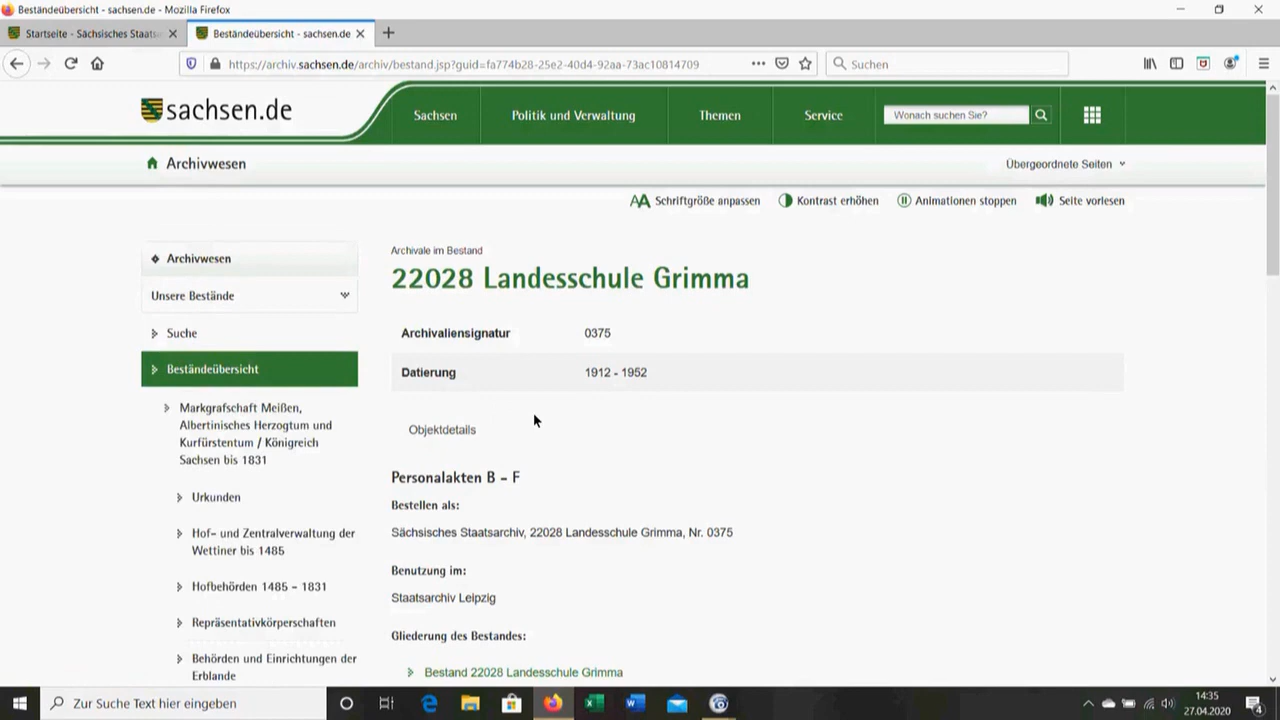 Beständeübersicht - sachsen.de - Mozilla Firefox
Startseite - Sächsisches Staats
Beständeübersicht - sachsen.de
https://archiv.sachsen.de/archiv/bestand.jsp?guid=fa774b28-25e2-40d4-92aa-73ac10814709
Suchen
sachsen.de
Sachsen
Politik und Verwaltung
Themen
Service
Wonach suchen Sie?
Archivwesen
Übergeordnete Seiten
Schriftgröße anpassen
Kontrast erhöhen
Animationen stoppen
Seite vorlesen
Archivwesen
Unsere Bestände
Suche
Beständeübersicht
Markgrafschaft Meißen,
Albertinisches Herzogtum und
Kurfürstentum / Königreich
Sachsen bis 1831
Urkunden
Hof- und Zentralverwaltung der
Wettiner bis 1485
Hofbehörden 1485 - 1831
Repräsentativkörperschaften
Behörden und Einrichtungen der
Erblande
Archivale im Bestand
22028 Landesschule Grimma
Archivaliensignatur 0375
Datierung 1912 - 1952
Objektdetails
Personalakten B - F
Bestellen als:
Sächsisches Staatsarchiv, 22028 Landesschule Grimma, Nr. 0375
Benutzung im:
Staatsarchiv Leipzig
Gliederung des Bestandes:
Bestand 22028 Landesschule Grimma
Zur Suche Text hier eingeben
14:35
27.04.2020
4